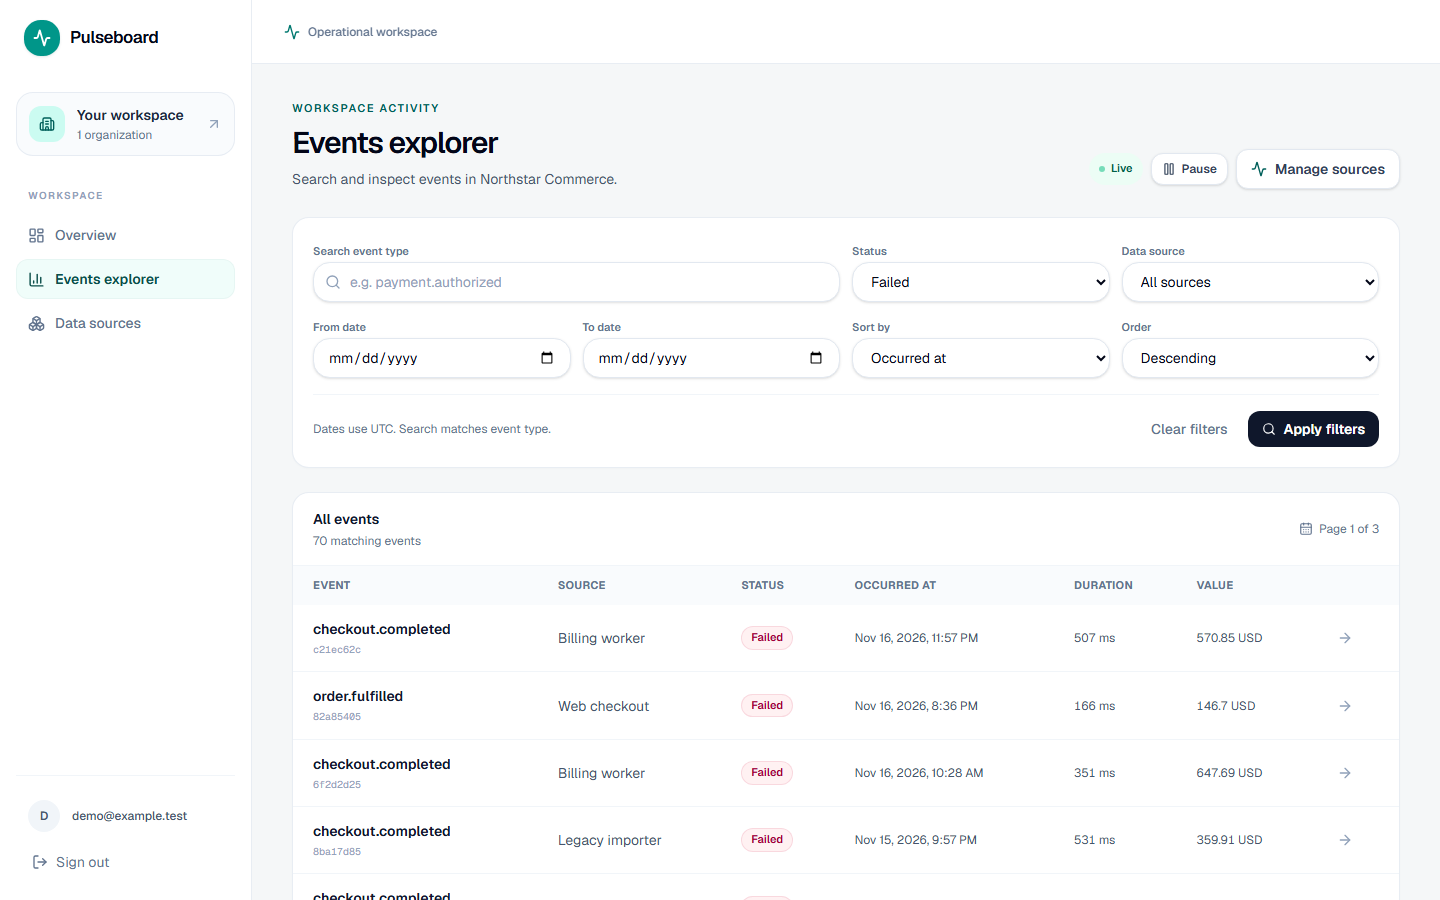 Pulseboard
Your workspace
1 organization
WORKSPACE
Overview
Events explorer
Data sources
D
demo@example.test
Sign out
Operational workspace
WORKSPACE ACTIVITY
Events explorer
Search and inspect events in Northstar Commerce.
Live
Pause
Manage sources
Search event type
Status
Data source
e.g. payment.authorized
Failed
All sources
From date
To date
Sort by
Order
mm/dd/yyyy
mm/dd/yyyy
Occurred at
Descending
Dates use UTC. Search matches event type.
Clear filters
Apply filters
All events
70 matching events
Page 1 of 3
EVENT SOURCE STATUS OCCURRED AT DURATION VALUE
checkout.completed
c21ec62c
Billing worker Failed Nov 16, 2026, 11:57 PM 507 ms 570.85 USD
order.fulfilled
82a85405
Web checkout Failed Nov 16, 2026, 8:36 PM 166 ms 146.7 USD
checkout.completed
6f2d2d25
Billing worker Failed Nov 16, 2026, 10:28 AM 351 ms 647.69 USD
checkout.completed
8ba17d85
Legacy importer Failed Nov 15, 2026, 9:57 PM 531 ms 359.91 USD
checkout.completed